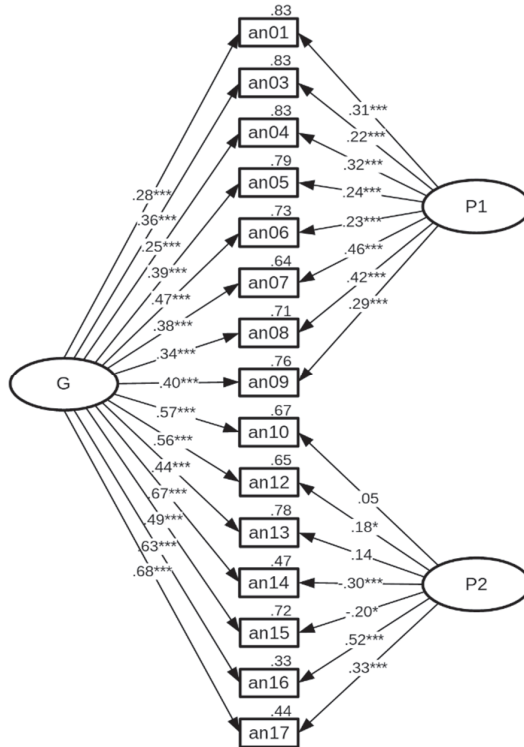 .83
an01
.83
an03
.31***
.83
.22***
an04
.32***
.79
an05
.24***
P1
.28***
.73
.36***
an06
.23***
.25***
.64
.46***
.39***
an07
.42***
.47***
.71
.38***
an08
.29***
.34***
.76
G
.40***
an09
.57***
.67
an10
.56***
.65
.44***
an12
.05
.67***
.78
.18*
.49***
an13
.14
.63***
.47
.68***
an14
-.30***
P2
.72
-.20*
an15
.52***
.33
.33***
an16
.44
an17